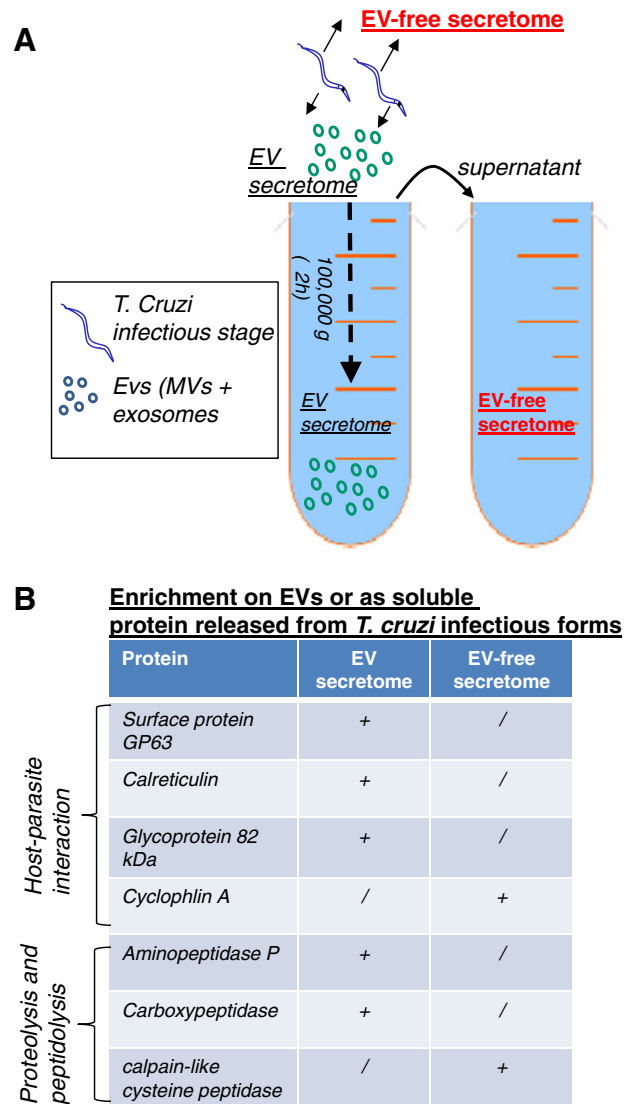 A
EV-free secretome
EV
secretome
supernatant
100,000 g
( 2h)
T. Cruzi
infectious stage
Evs (MVs +
exosomes
EV
secretome
EV-free
secretome
B
Enrichment on EVs or as soluble
protein released from T. cruzi infectious forms
Protein
EV
secretome
EV-free
secretome
Host-parasite
interaction
Surface protein
GP63
+
/
Calreticulin
+
/
Glycoprotein 82
kDa
+
/
Cyclophlin A
/
+
Proteolysis and
peptidolysis
Aminopeptidase P
+
/
Carboxypeptidase
+
/
calpain-like
cysteine peptidase
/
+